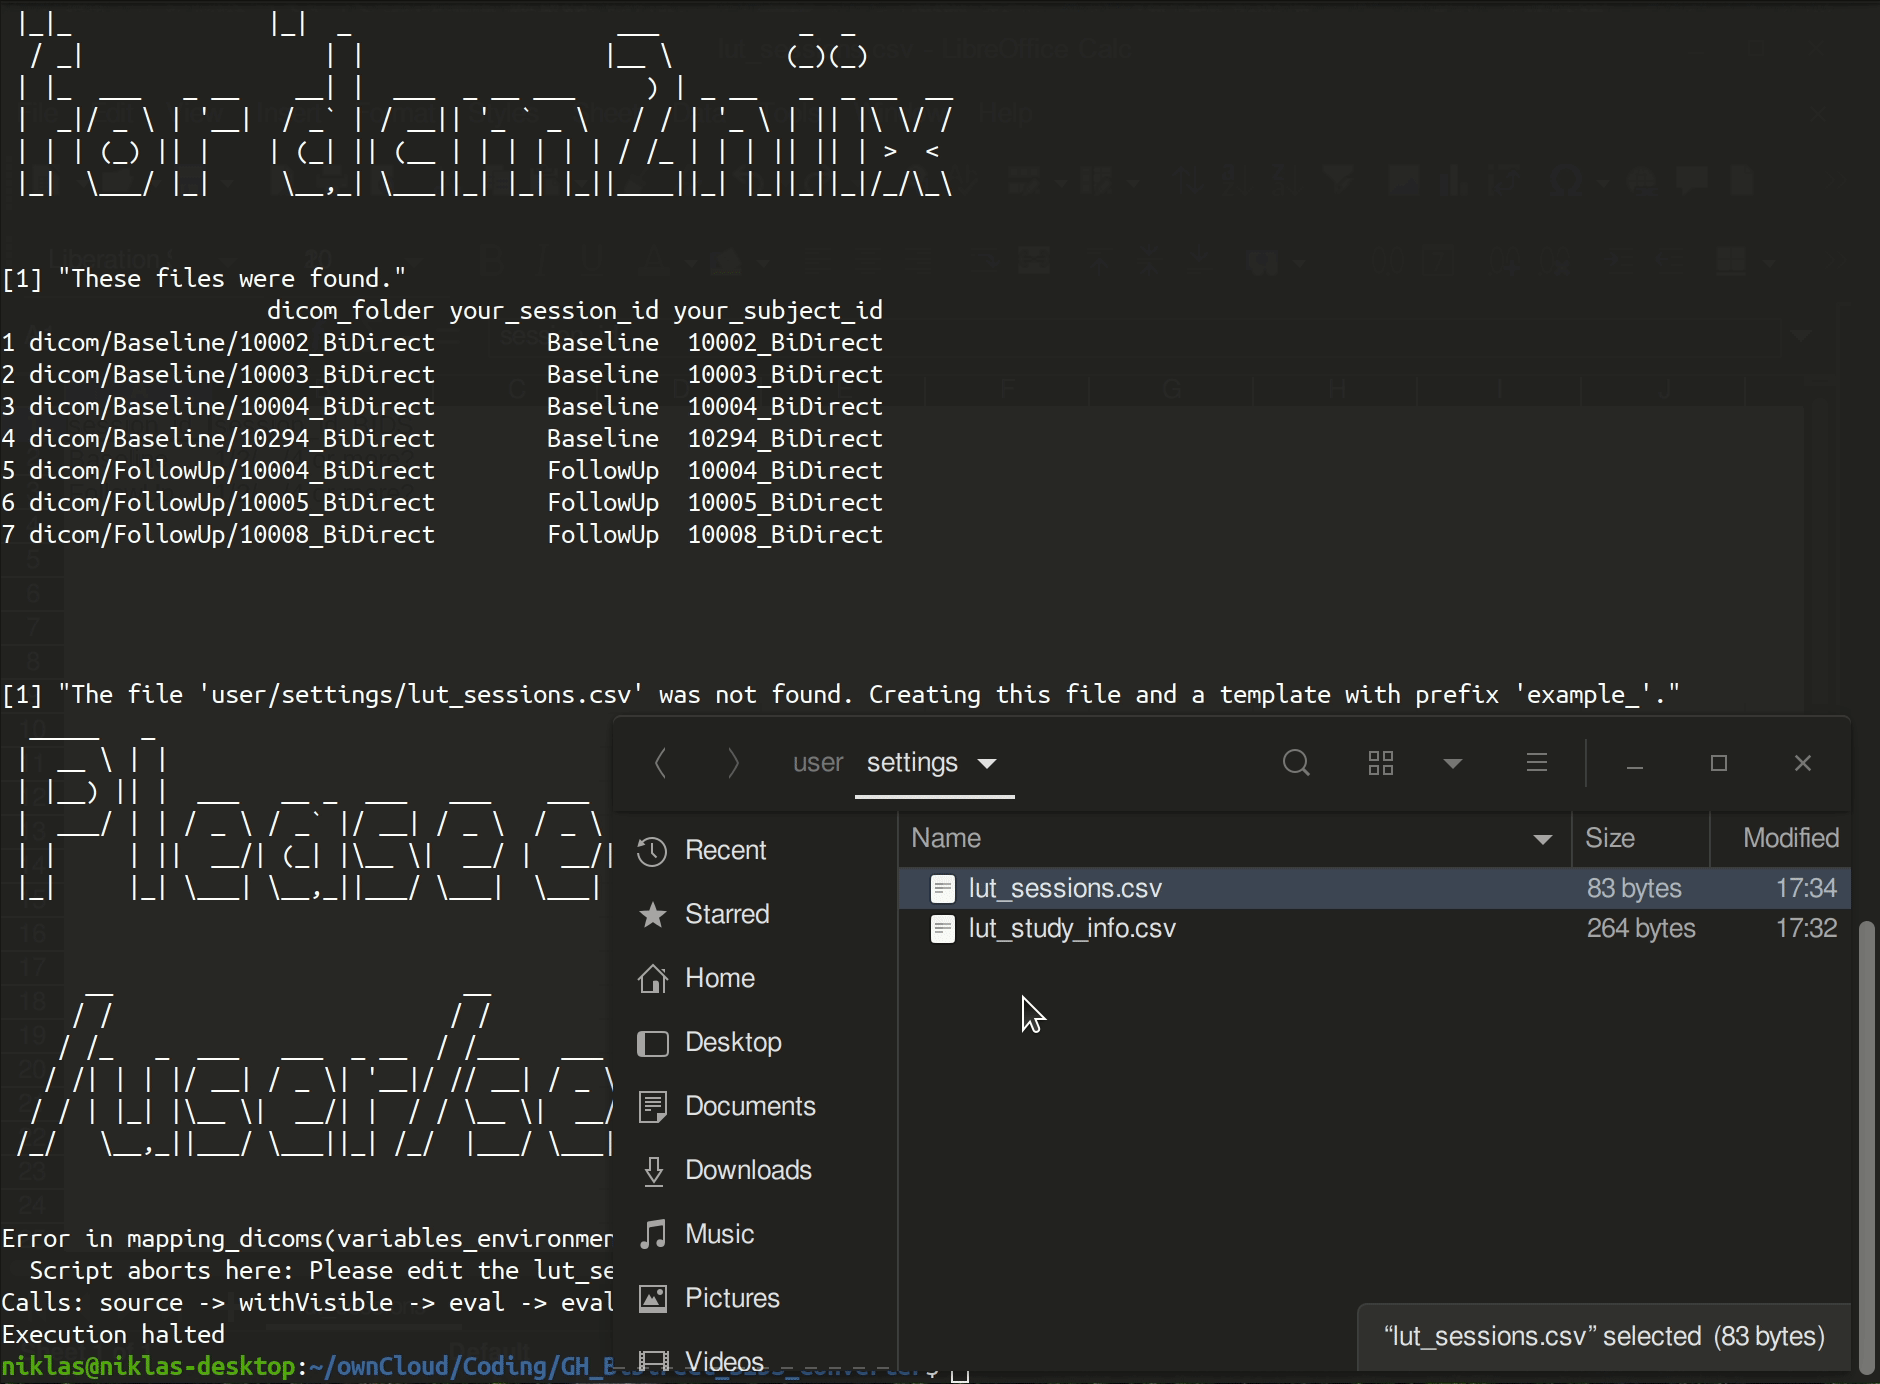 for dcm2niix
[1] "These files were found."
dicom_folder your_session_id your_subject_id
1 dicom/Baseline/10002_BiDirect Baseline 10002_BiDirect
2 dicom/Baseline/10003_BiDirect Baseline 10003_BiDirect
3 dicom/Baseline/10004_BiDirect Baseline 10004_BiDirect
4 dicom/Baseline/10294_BiDirect Baseline 10294_BiDirect
5 dicom/FollowUp/10004_BiDirect FollowUp 10004_BiDirect
6 dicom/FollowUp/10005_BiDirect FollowUp 10005_BiDirect
7 dicom/FollowUp/10008_BiDirect FollowUp 10008_BiDirect
[1] "The file 'user/settings/lut_sessions.csv' was not found. Creating this file and a template with prefix 'example_'."
Please e
/user/se
user settings
Name Size Modified
lut_sessions.csv 83 bytes 17:34
lut_study_info.csv 264 bytes 17:32
Recent
Starred
Home
Desktop
Documents
Downloads
Music
Pictures
Videos
"lut_sessions.csv" selected (83 bytes)
Error in mapping_dicoms(variables_environmen
Script aborts here: Please edit the lut_se
Calls: source -> withVisible -> eval -> eval
Execution halted
niklas@niklas-desktop:~/ownCloud/Coding/GH_B